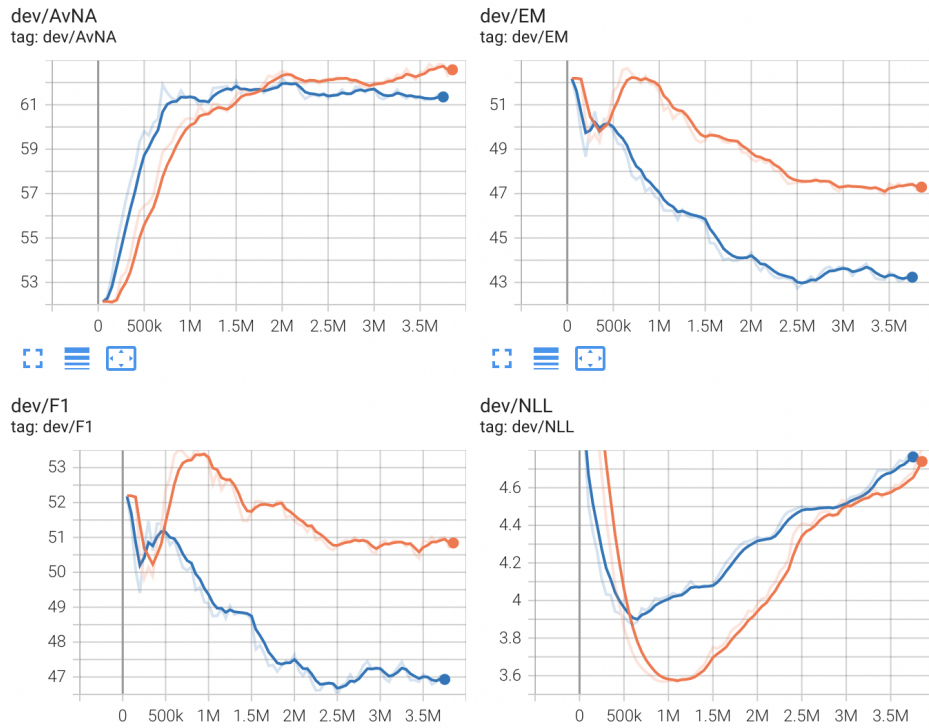 dev/AvNA
tag: dev/AvNA
61
59
57
55
53
0 500k 1M 1.5M 2M 2.5M 3M 3.5M
dev/EM
tag: dev/EM
51
49
47
45
43
0 500k 1M 1.5M 2M 2.5M 3M 3.5M
dev/F1
tag: dev/F1
53
52
51
50
49
48
47
0 500k 1M 1.5M 2M 2.5M 3M 3.5M
dev/NLL
tag: dev/NLL
4.6
4.4
4.2
4
3.8
3.6
0 500k 1M 1.5M 2M 2.5M 3M 3.5M